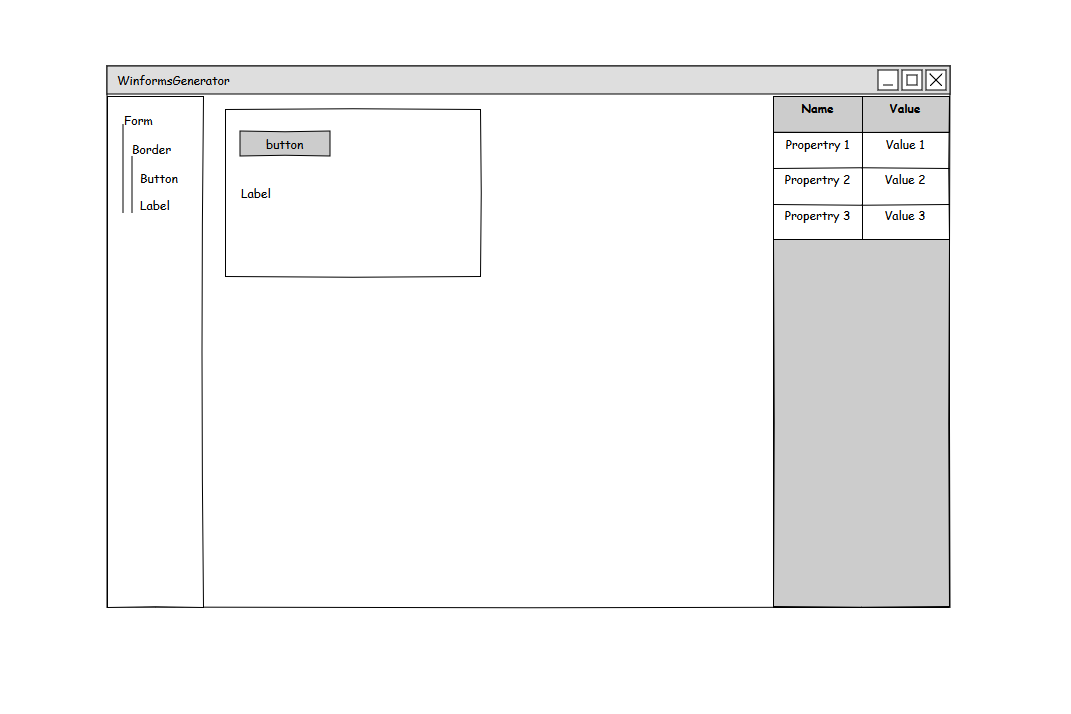 WinformsGenerator
Form
Border
Button
Label
button
Label
Name Value
Propertry 1 Value 1
Propertry 2 Value 2
Propertry 3 Value 3